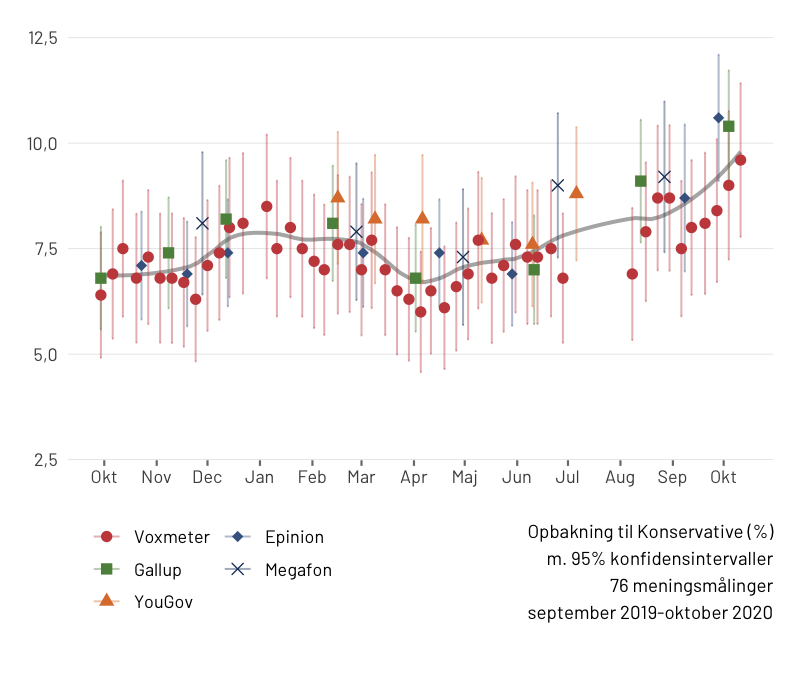 12,5
10,0
7,5
5,0
2,5
Okt Nov Dec Jan Feb Mar Apr Maj Jun Jul Aug Sep Okt
Voxmeter Epinion
Gallup Megafon
YouGov
Opbakning til Konservative (%)
m. 95% konfidensintervaller
76 meningsmålinger
september 2019-oktober 2020